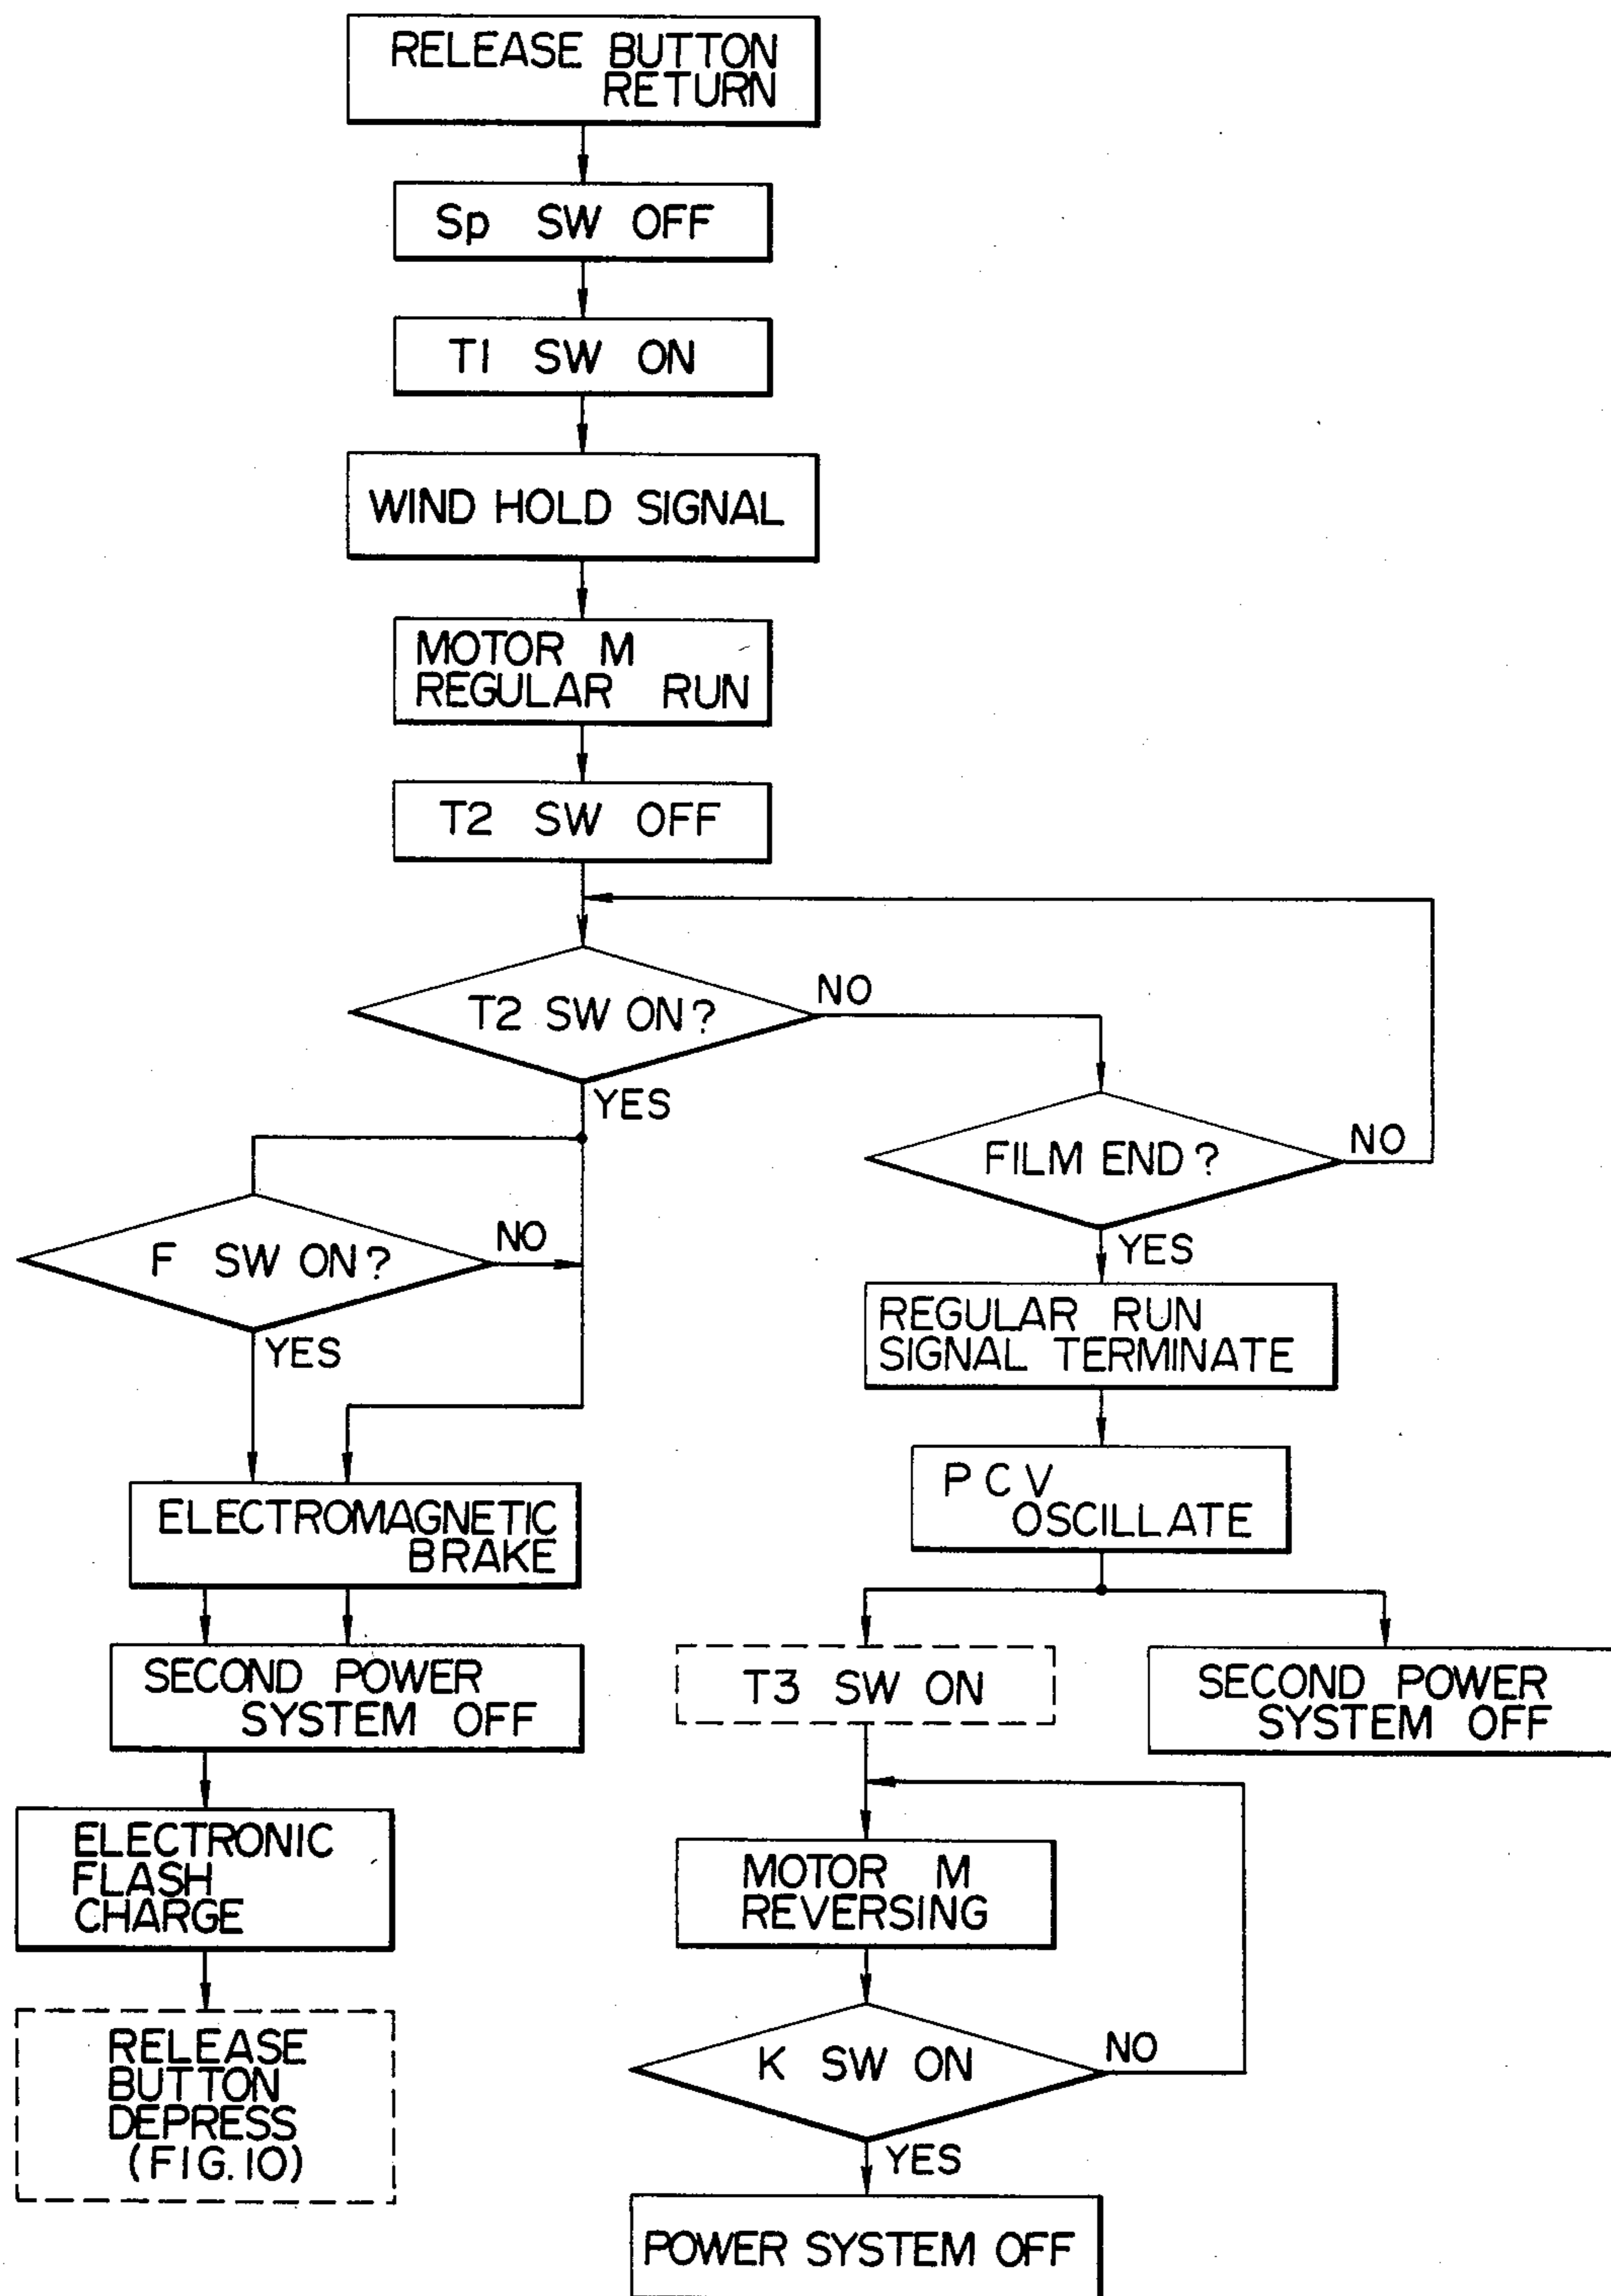 RELEASE BUTTON
RETURN
Sp SW OFF
T1 SW ON
WIND HOLD SIGNAL
MOTOR M
REGULAR RUN
T2 SW OFF
T2 SW ON?
NO
YES
FILM END?
NO
YES
F SW ON?
NO
YES
REGULAR RUN
SIGNAL TERMINATE
PCV
OSCILLATE
ELECTROMAGNETIC
BRAKE
SECOND POWER
SYSTEM OFF
T3 SW ON
SECOND POWER
SYSTEM OFF
ELECTRONIC
FLASH
CHARGE
MOTOR M
REVERSING
RELEASE
BUTTON
DEPRESS
(FIG.10)
K SW ON
NO
YES
POWER SYSTEM OFF